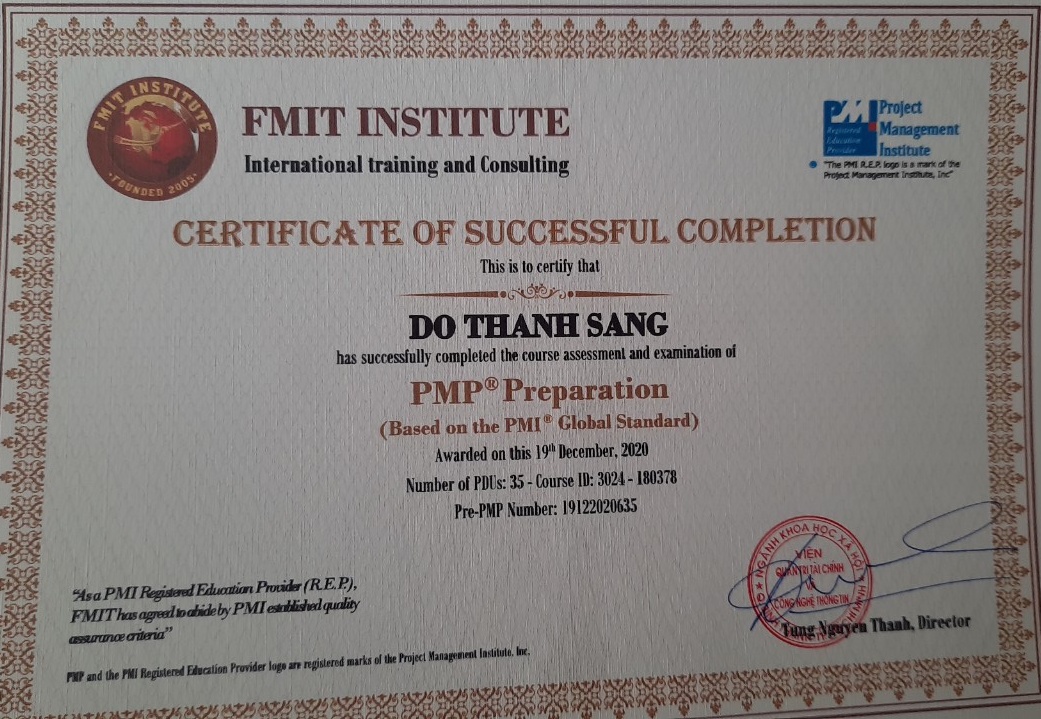 FMIT INSTITUTE
FOUNDED 2005
FMIT INSTITUTE
International training and Consulting
PMI Project
Management
Institute
Registered
Education
Provider
"The PMI R.E.P. logo is a mark of the
Project Management Institute, Inc"
CERTIFICATE OF SUCCESSFUL COMPLETION
This is to certify that
DO THANH SANG
has successfully completed the course assessment and examination of
PMP® Preparation
(Based on the PMI® Global Standard)
Awarded on this 19th December, 2020
Number of PDUs: 35 - Course ID: 3024 - 180378
Pre-PMP Number: 19122020635
NGÀNH KHOA HỌC XÃ HỘI
VIỆN
QUẢN TRỊ TÀI CHÍNH
VÀ
CÔNG NGHỆ THÔNG TIN
Tung Nguyen Thanh, Director
"As a PMI Registered Education Provider (R.E.P.),
FMIT has agreed to abide by PMI established quality
assurance criteria"
PMP and the PMI Registered Education Provider logo are registered marks of the Project Management Institute, Inc.